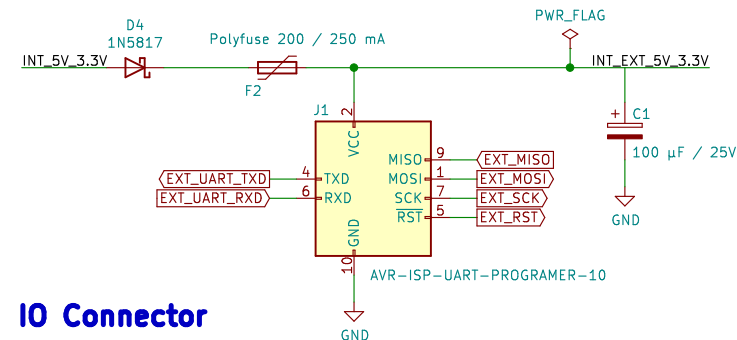 D4
1N5817
Polyfuse 200 / 250 mA
PWR_FLAG
INT_5V_3.3V
INT_EXT_5V_3.3V
F2
J1
2
C1
+
100 µF / 25V
VCC
MISO 9 EXT_MISO
EXT_UART_TXD 4 TXD
MOSI 1 EXT_MOSI
EXT_UART_RXD 6 RXD
SCK 7 EXT_SCK
RST 5 EXT_RST
GND
GND
10
AVR-ISP-UART-PROGRAMER-10
IO Connector
GND